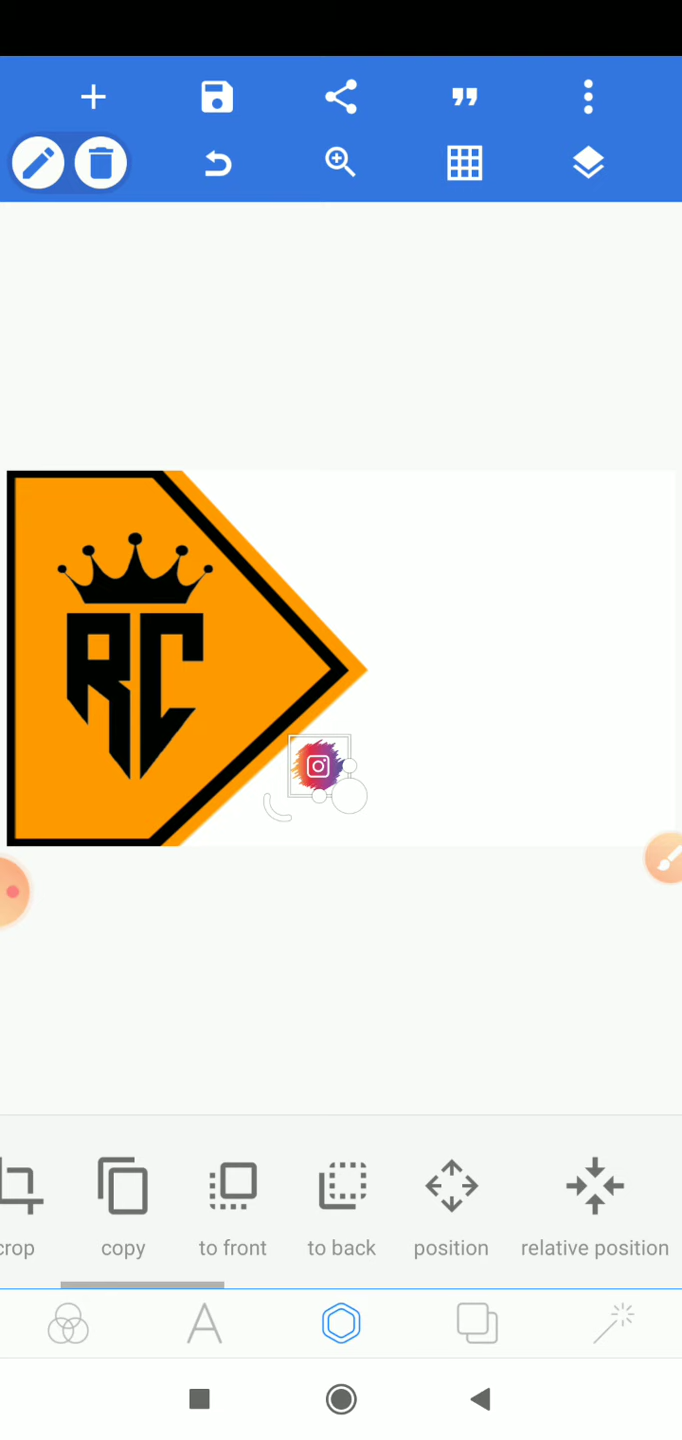 RC
crop
copy
to front
to back
position
relative position